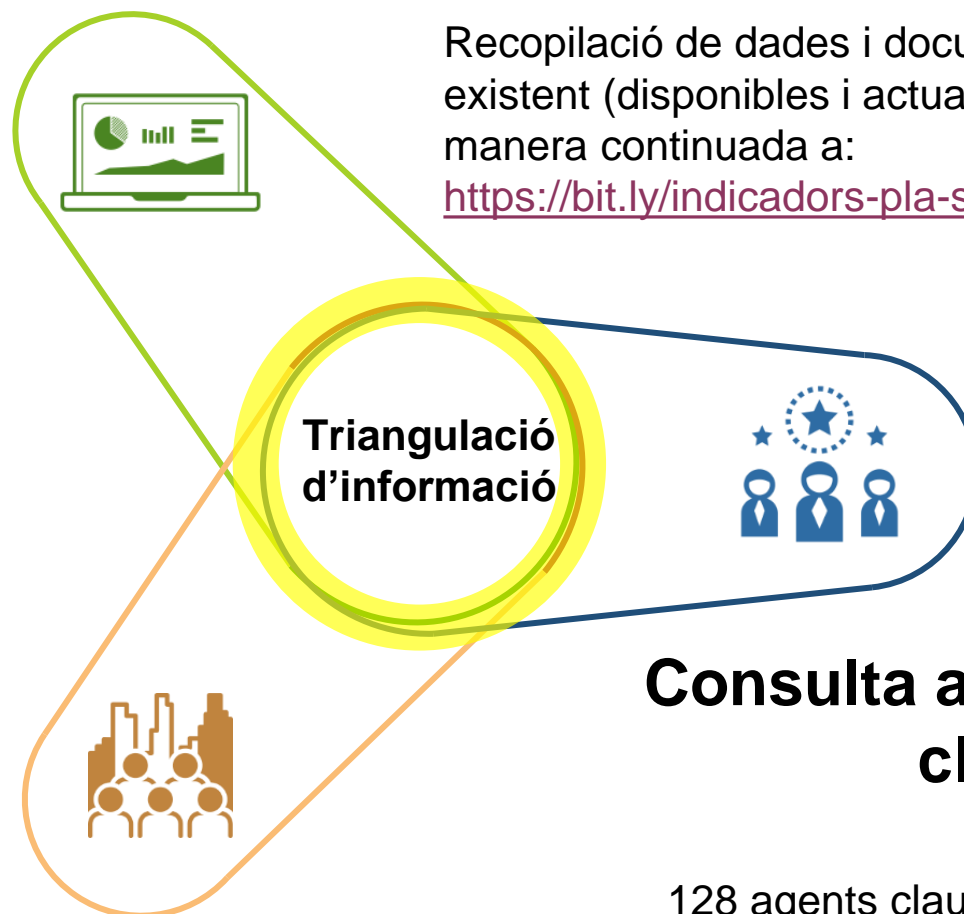 Recopilació de dades i docu
existent (disponibles i actua
manera continuada a:
https://bit.ly/indicadors-pla-s
Triangulació
d’informació
Consulta a
cl
128 agents clau